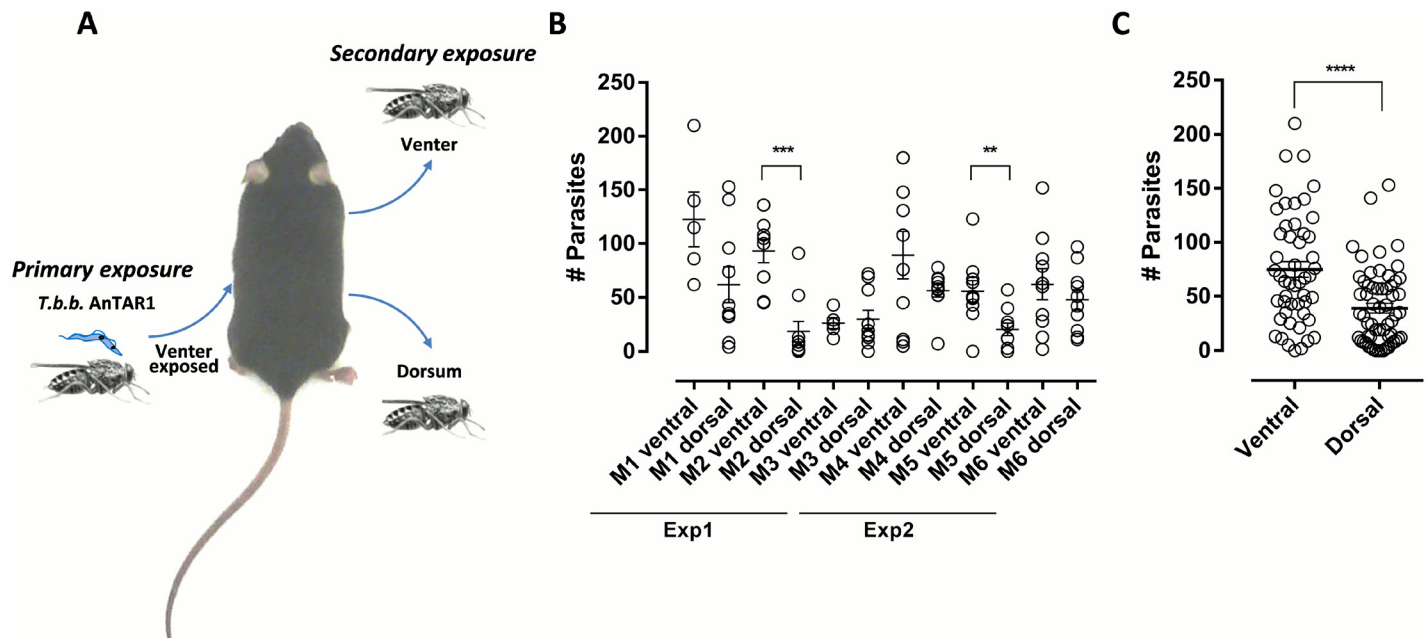 A
Secondary exposure
Venter
Primary exposure
T.b.b. AnTAR1
Venter
exposed
Dorsum
B
# Parasites
250
200
150
100
50
0
***
**
M1 ventral
M1 dorsal
M2 ventral
M2 dorsal
M3 ventral
M3 dorsal
M4 ventral
M4 dorsal
M5 ventral
M5 dorsal
M6 ventral
M6 dorsal
Exp1
Exp2
C
# Parasites
250
200
150
100
50
0
****
Ventral
Dorsal